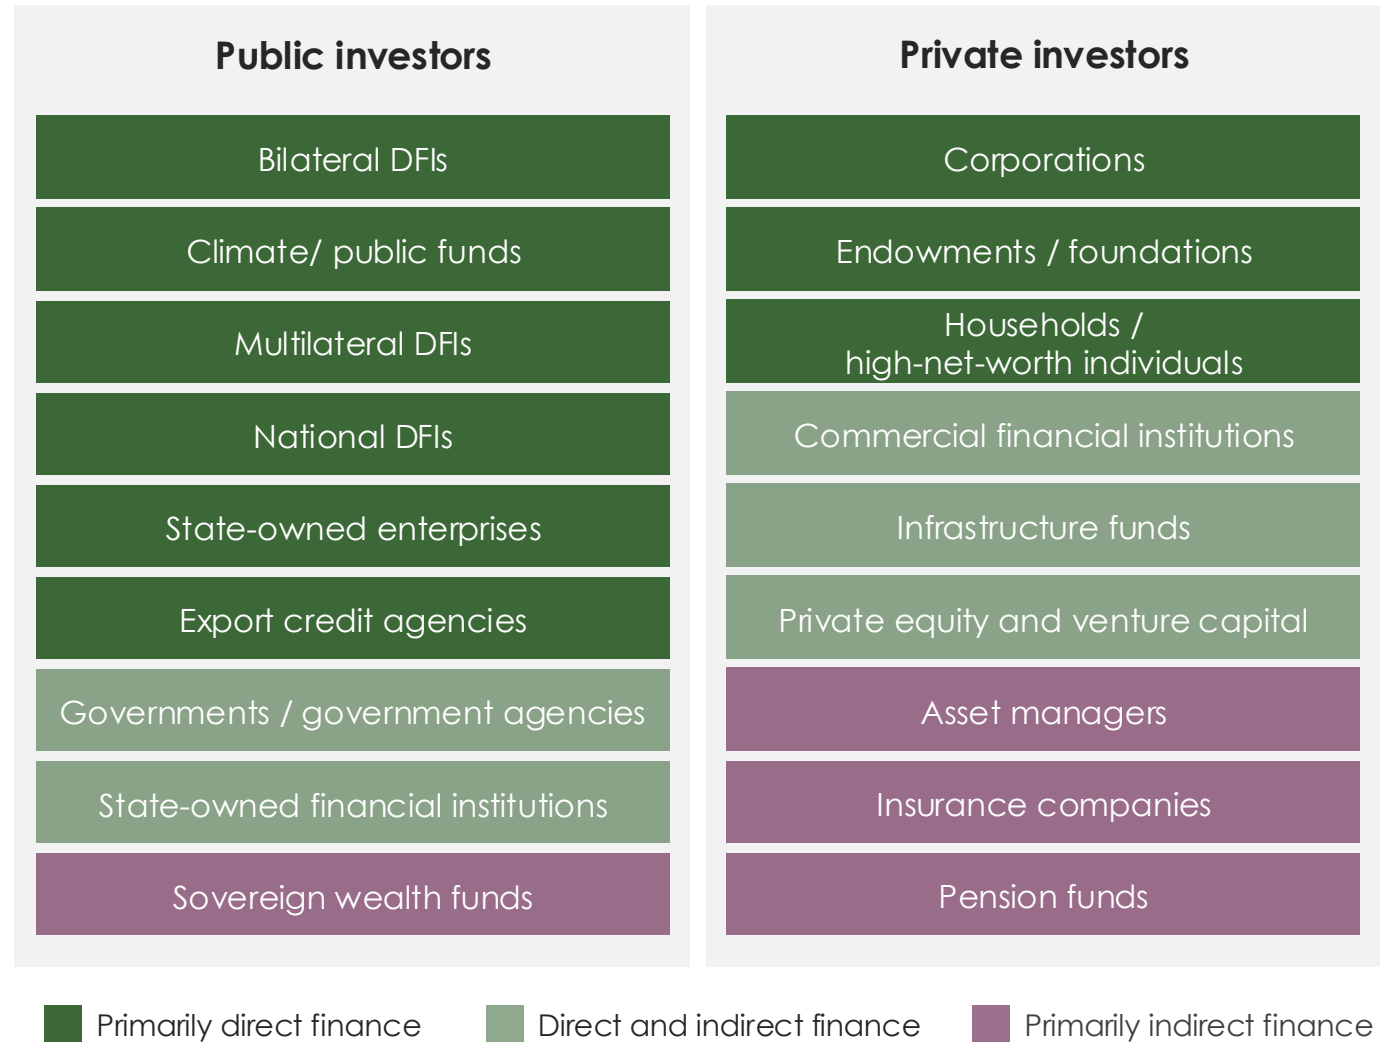 Public investors
Bilateral DFIs
Climate/ public funds
Multilateral DFIs
National DFIs
State-owned enterprises
Export credit agencies
Governments / government agencies
State-owned financial institutions
Sovereign wealth funds
Private investors
Corporations
Endowments / foundations
Households /
high-net-worth individuals
Commercial financial institutions
Infrastructure funds
Private equity and venture capital
Asset managers
Insurance companies
Pension funds
Primarily direct finance
Direct and indirect finance
Primarily indirect finance